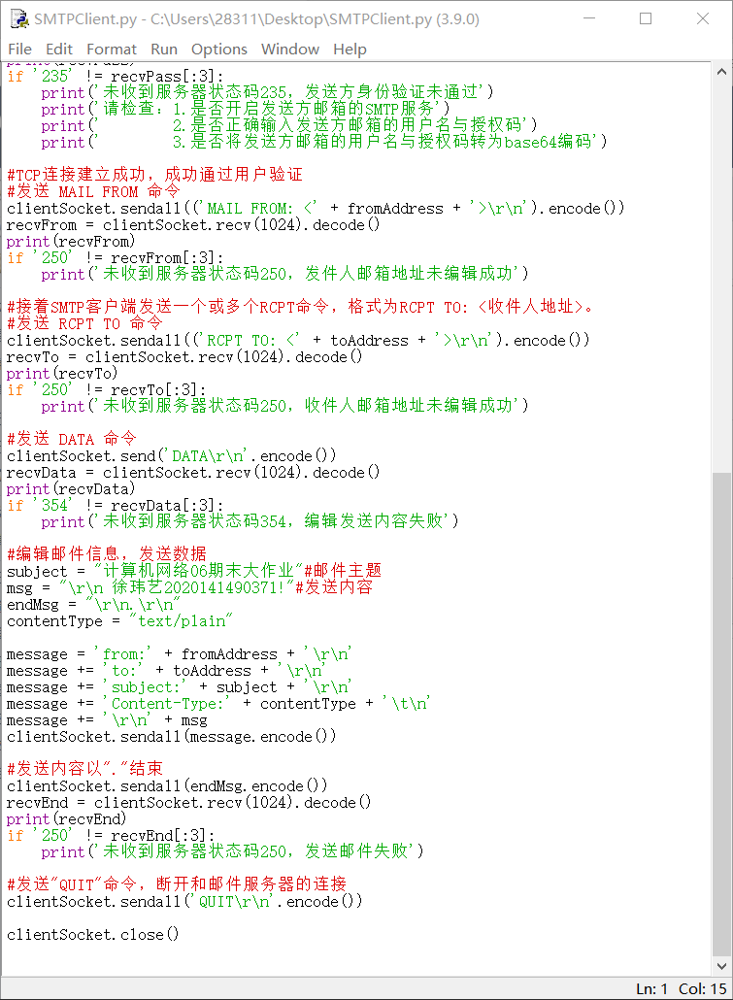 SMTPClient.py - C:\Users\28311\Desktop\SMTPClient.py (3.9.0)
File Edit Format Run Options Window Help
print(recvPass)
if '235' != recvPass[:3]:
    print('未收到服务器状态码235，发送方身份验证未通过')
    print('请检查：1.是否开启发送方邮箱的SMTP服务')
    print('        2.是否正确输入发送方邮箱的用户名与授权码')
    print('        3.是否将发送方邮箱的用户名与授权码转为base64编码')
#TCP连接建立成功，成功通过用户验证
#发送 MAIL FROM 命令
clientSocket.sendall(('MAIL FROM: <' + fromAddress + '>\r\n').encode())
recvFrom = clientSocket.recv(1024).decode()
print(recvFrom)
if '250' != recvFrom[:3]:
    print('未收到服务器状态码250，发件人邮箱地址未编辑成功')
#接着SMTP客户端发送一个或多个RCPT命令，格式为RCPT TO: <收件人地址>。
#发送 RCPT TO 命令
clientSocket.sendall(('RCPT TO: <' + toAddress + '>\r\n').encode())
recvTo = clientSocket.recv(1024).decode()
print(recvTo)
if '250' != recvTo[:3]:
    print('未收到服务器状态码250，收件人邮箱地址未编辑成功')
#发送 DATA 命令
clientSocket.send('DATA\r\n'.encode())
recvData = clientSocket.recv(1024).decode()
print(recvData)
if '354' != recvData[:3]:
    print('未收到服务器状态码354，编辑发送内容失败')
#编辑邮件信息，发送数据
subject = "计算机网络06期末大作业"#邮件主题
msg = "\r\n 徐玮艺2020141490371!"#发送内容
endMsg = "\r\n.\r\n"
contentType = "text/plain"
message = 'from:' + fromAddress + '\r\n'
message += 'to:' + toAddress + '\r\n'
message += 'subject:' + subject + '\r\n'
message += 'Content-Type:' + contentType + '\t\n'
message += '\r\n' + msg
clientSocket.sendall(message.encode())
#发送内容以"."结束
clientSocket.sendall(endMsg.encode())
recvEnd = clientSocket.recv(1024).decode()
print(recvEnd)
if '250' != recvEnd[:3]:
    print('未收到服务器状态码250，发送邮件失败')
#发送"QUIT"命令，断开和邮件服务器的连接
clientSocket.sendall('QUIT\r\n'.encode())
clientSocket.close()
Ln: 1 Col: 15